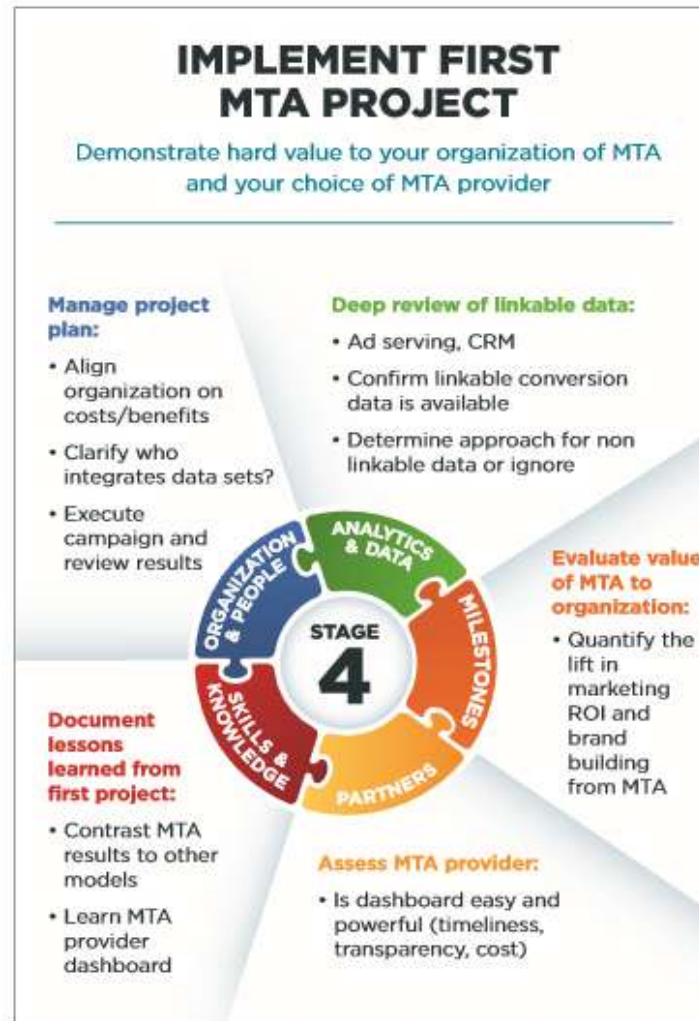 IMPLEMENT FIRST
MTA PROJECT
Demonstrate hard value to your organization of MTA
and your choice of MTA provider
Manage project
plan:
• Align
organization on
costs/benefits
• Clarify who
integrates data sets?
• Execute
campaign and
review results
Deep review of linkable data:
• Ad serving, CRM
• Confirm linkable conversion
data is available
• Determine approach for non
linkable data or ignore
ORGANIZATION
& PEOPLE
ANALYTICS
& DATA
MILESTONES
PARTNERS
SKILLS &
KNOWLEDGE
STAGE
4
Evaluate value
of MTA to
organization:
• Quantify the
lift in
marketing
ROI and
brand
building
from MTA
Document
lessons
learned from
first project:
• Contrast MTA
results to other
models
• Learn MTA
provider
dashboard
Assess MTA provider:
• Is dashboard easy and
powerful (timeliness,
transparency, cost)